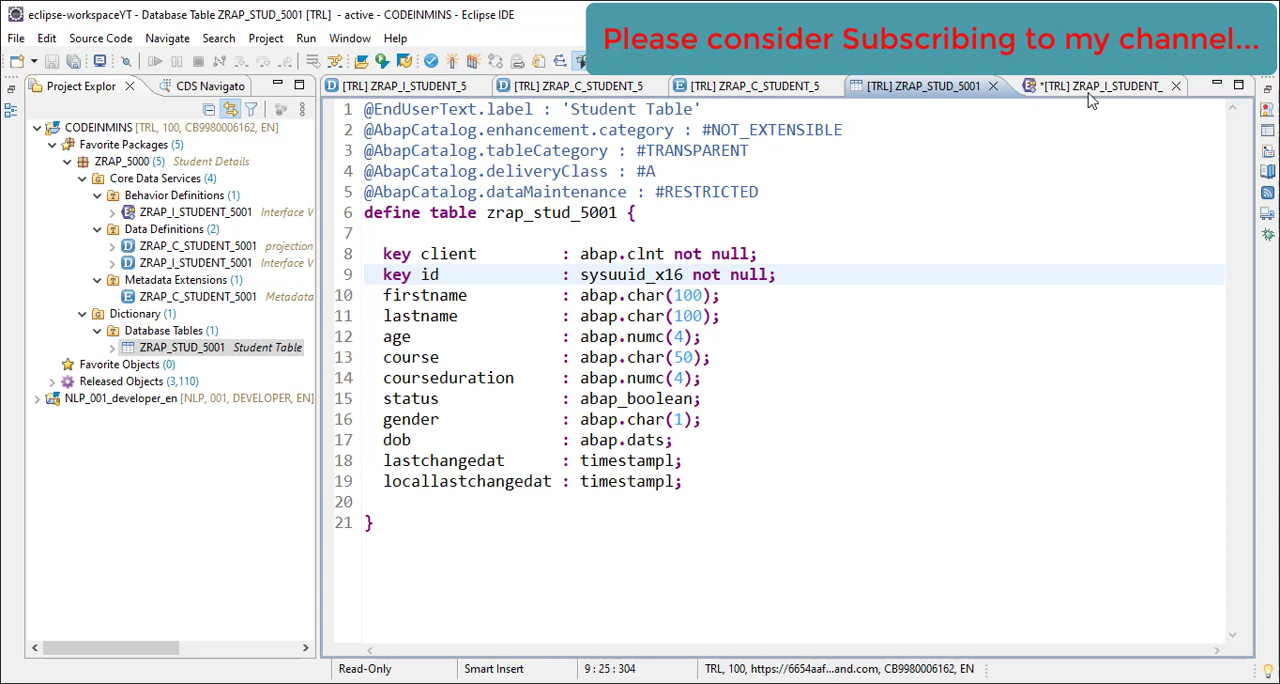 eclipse-workspaceYT - Database Table ZRAP_STUD_5001 [TRL] - active - CODEINMINS - Eclipse IDE
Please consider Subscribing to my channel...
File Edit Source Code Navigate Search Project Run Window Help
Project Explor CDS Navigato
[TRL] ZRAP_I_STUDENT_5 [TRL] ZRAP_C_STUDENT_5 [TRL] ZRAP_C_STUDENT_5 [TRL] ZRAP_STUD_5001 *[TRL] ZRAP_I_STUDENT_
CODEINMINS [TRL, 100, CB9980006162, EN]
Favorite Packages (5)
ZRAP_5000 (5) Student Details
Core Data Services (4)
Behavior Definitions (1)
ZRAP_I_STUDENT_5001 Interface V
Data Definitions (2)
ZRAP_C_STUDENT_5001 projection
ZRAP_I_STUDENT_5001 Interface V
Metadata Extensions (1)
ZRAP_C_STUDENT_5001 Metadata
Dictionary (1)
Database Tables (1)
ZRAP_STUD_5001 Student Table
Favorite Objects (0)
Released Objects (3,110)
NLP_001_developer_en [NLP, 001, DEVELOPER, EN]
1 @EndUserText.label : 'Student Table'
2 @AbapCatalog.enhancement.category : #NOT_EXTENSIBLE
3 @AbapCatalog.tableCategory : #TRANSPARENT
4 @AbapCatalog.deliveryClass : #A
5 @AbapCatalog.dataMaintenance : #RESTRICTED
6 define table zrap_stud_5001 {
7
8 key client : abap.clnt not null;
9 key id : sysuuid_x16 not null;
10 firstname : abap.char(100);
11 lastname : abap.char(100);
12 age : abap.numc(4);
13 course : abap.char(50);
14 courseduration : abap.numc(4);
15 status : abap_boolean;
16 gender : abap.char(1);
17 dob : abap.dats;
18 lastchangedat : timestampl;
19 locallastchangedat : timestampl;
20
21 }
Read-Only Smart Insert 9 : 25 : 304 TRL, 100, https://6654aaf...and.com, CB9980006162, EN